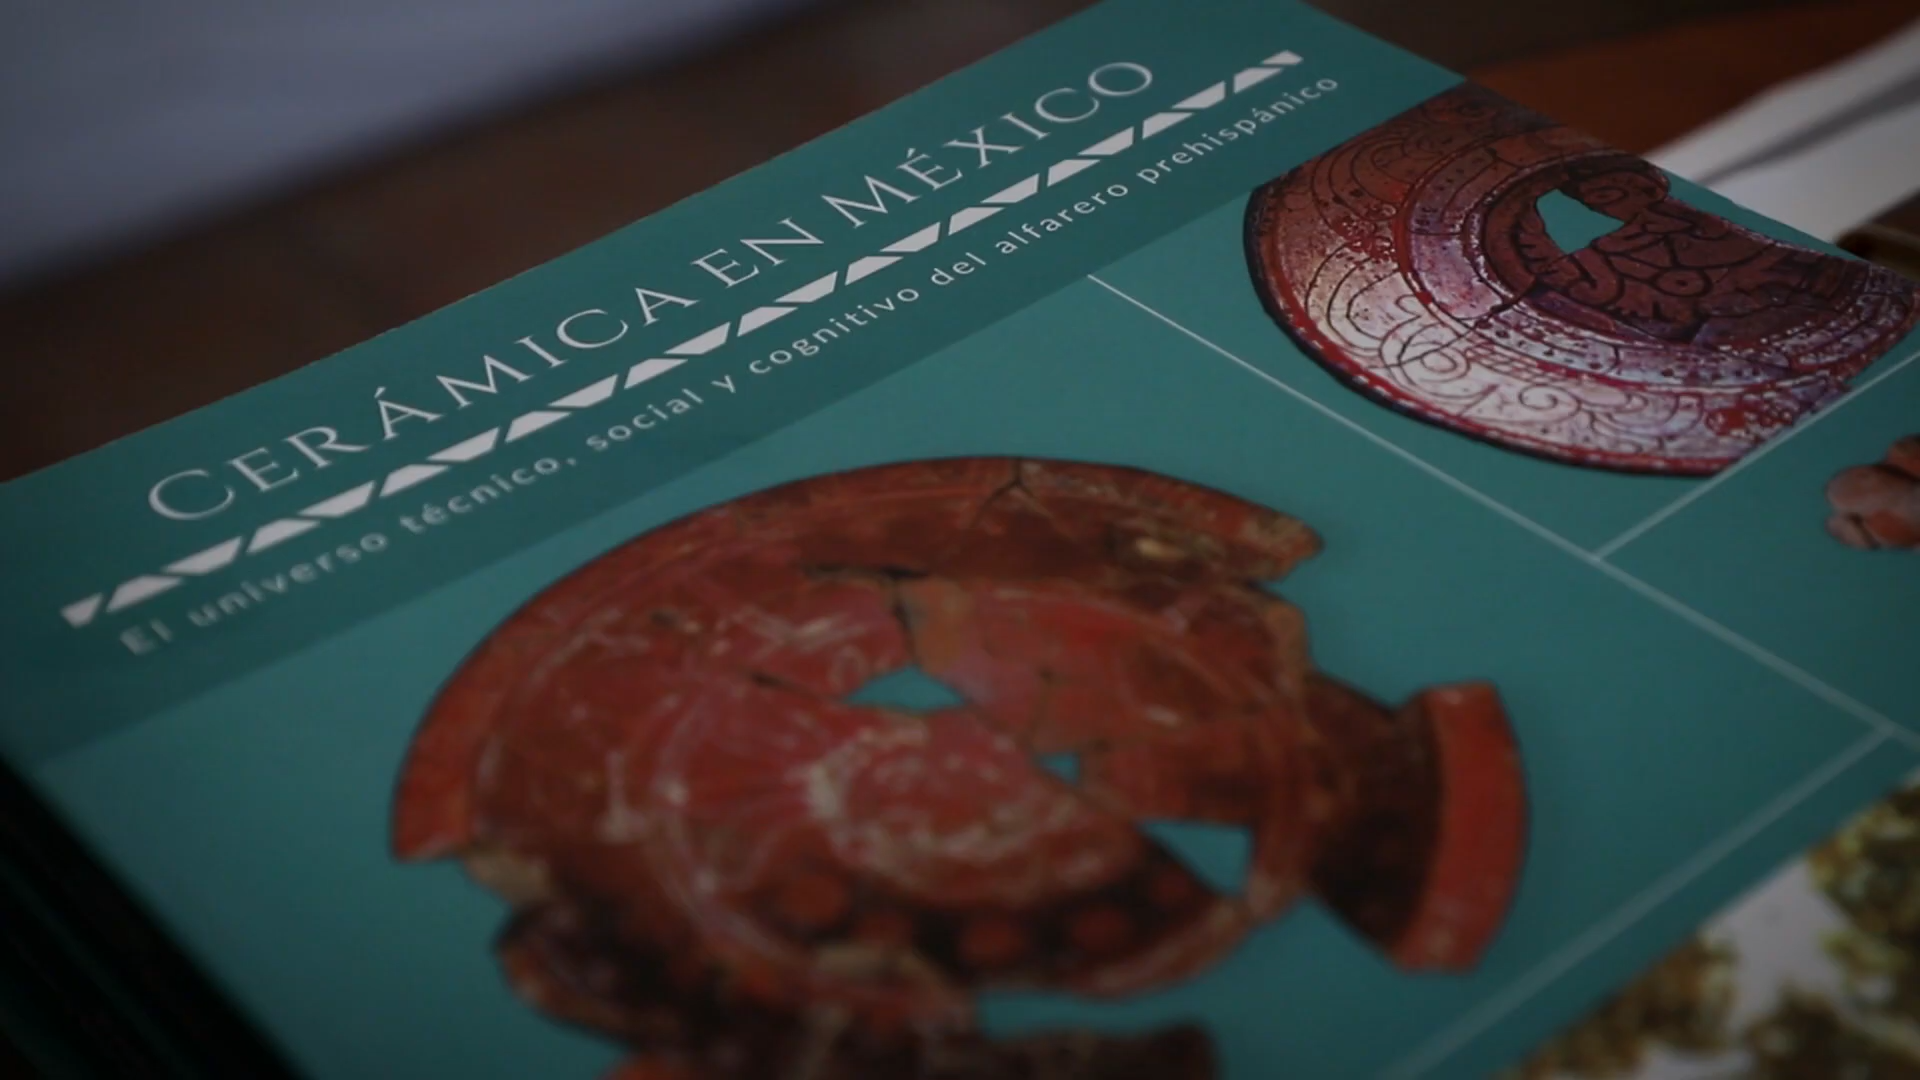 CERÁMICA EN MÉXICO
El universo técnico, social y cognitivo del alfarero prehispánico